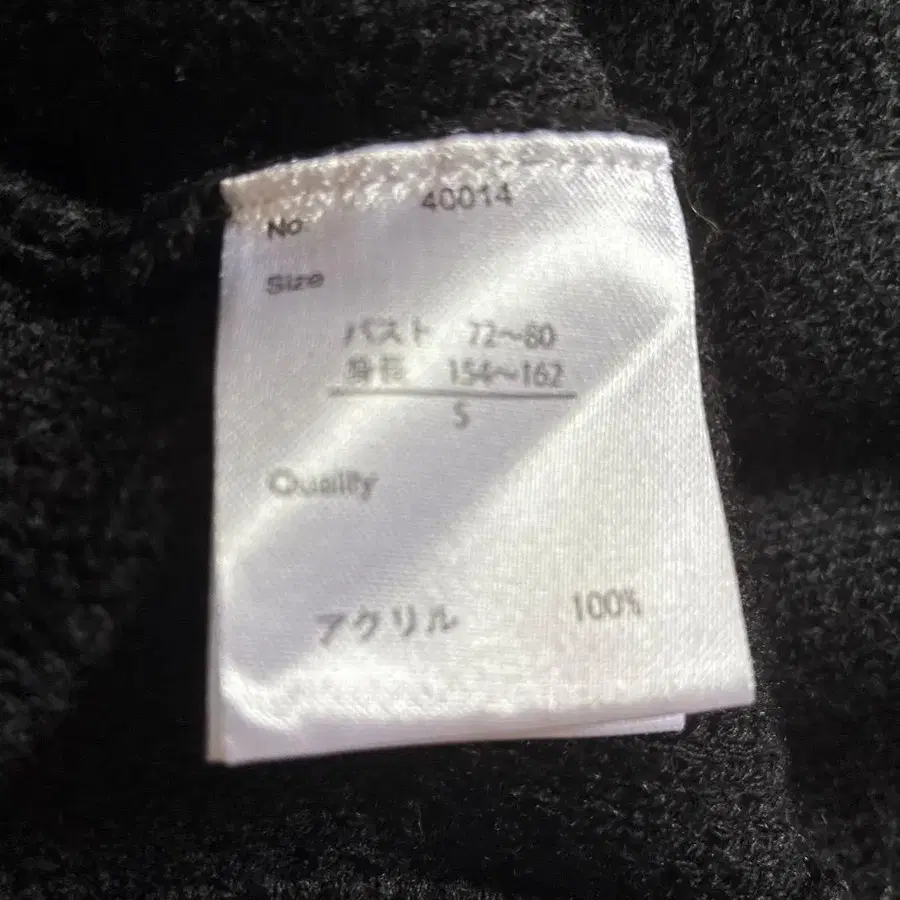 No 40014
Size
バスト 72～80
身長 154～162
S
Quality
アクリル 100%